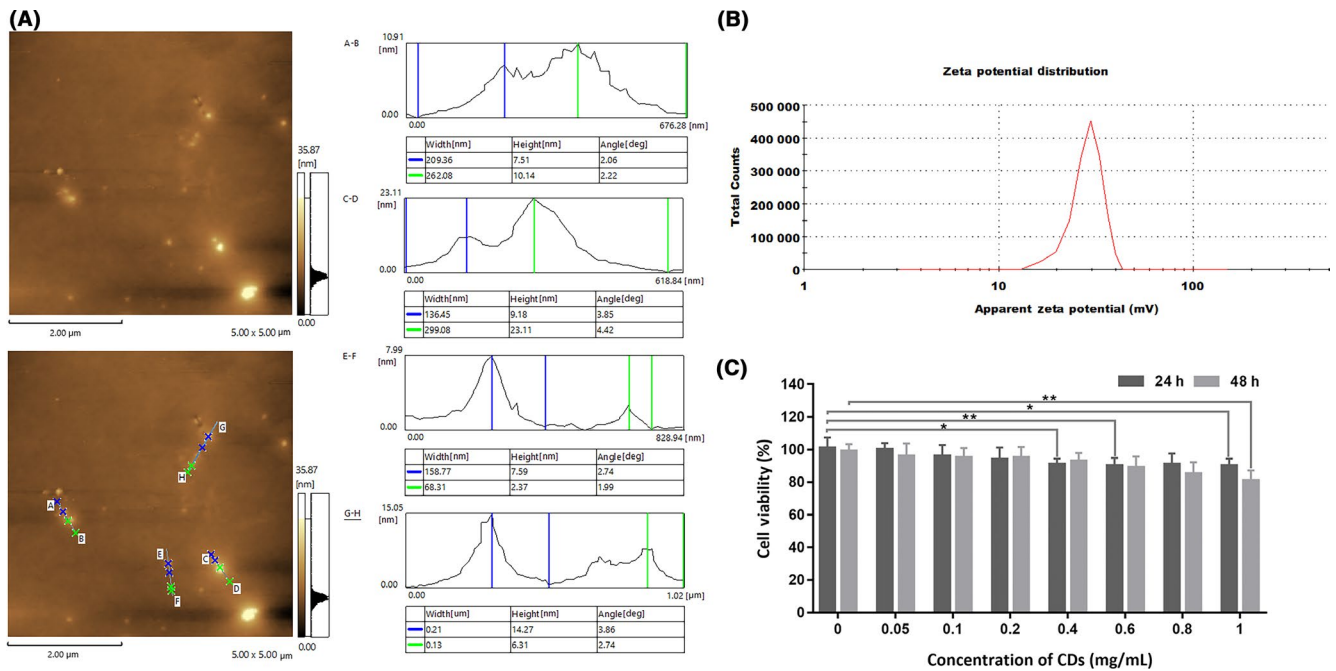 (A)
35.87
[nm]
0.00
2.00 µm
5.00 x 5.00 µm
35.87
[nm]
0.00
A
B
C
D
E
F
G
H
2.00 µm
5.00 x 5.00 µm
A-B
10.91
[nm]
0.00
0.00
676.28 [nm]
Width[nm] Height[nm] Angle[deg]
209.36 7.51 2.06
262.08 10.14 2.22
C-D
23.11
[nm]
0.00
0.00
618.84 [nm]
Width[nm] Height[nm] Angle[deg]
136.45 9.18 3.85
299.08 23.11 4.42
E-F
7.99
[nm]
0.00
0.00
828.94 [nm]
Width[nm] Height[nm] Angle[deg]
158.77 7.59 2.74
68.31 2.37 1.99
G-H
15.05
[nm]
0.00
0.00
1.02 [µm]
Width[um] Height[nm] Angle[deg]
0.21 14.27 3.86
0.13 6.31 2.74
(B)
Zeta potential distribution
Total Counts
500 000
400 000
300 000
200 000
100 000
0
1 10 100
Apparent zeta potential (mV)
(C)
24 h 48 h
Cell viability (%)
140
120
100
80
60
40
20
0
**
*
**
*
0 0.05 0.1 0.2 0.4 0.6 0.8 1
Concentration of CDs (mg/mL)